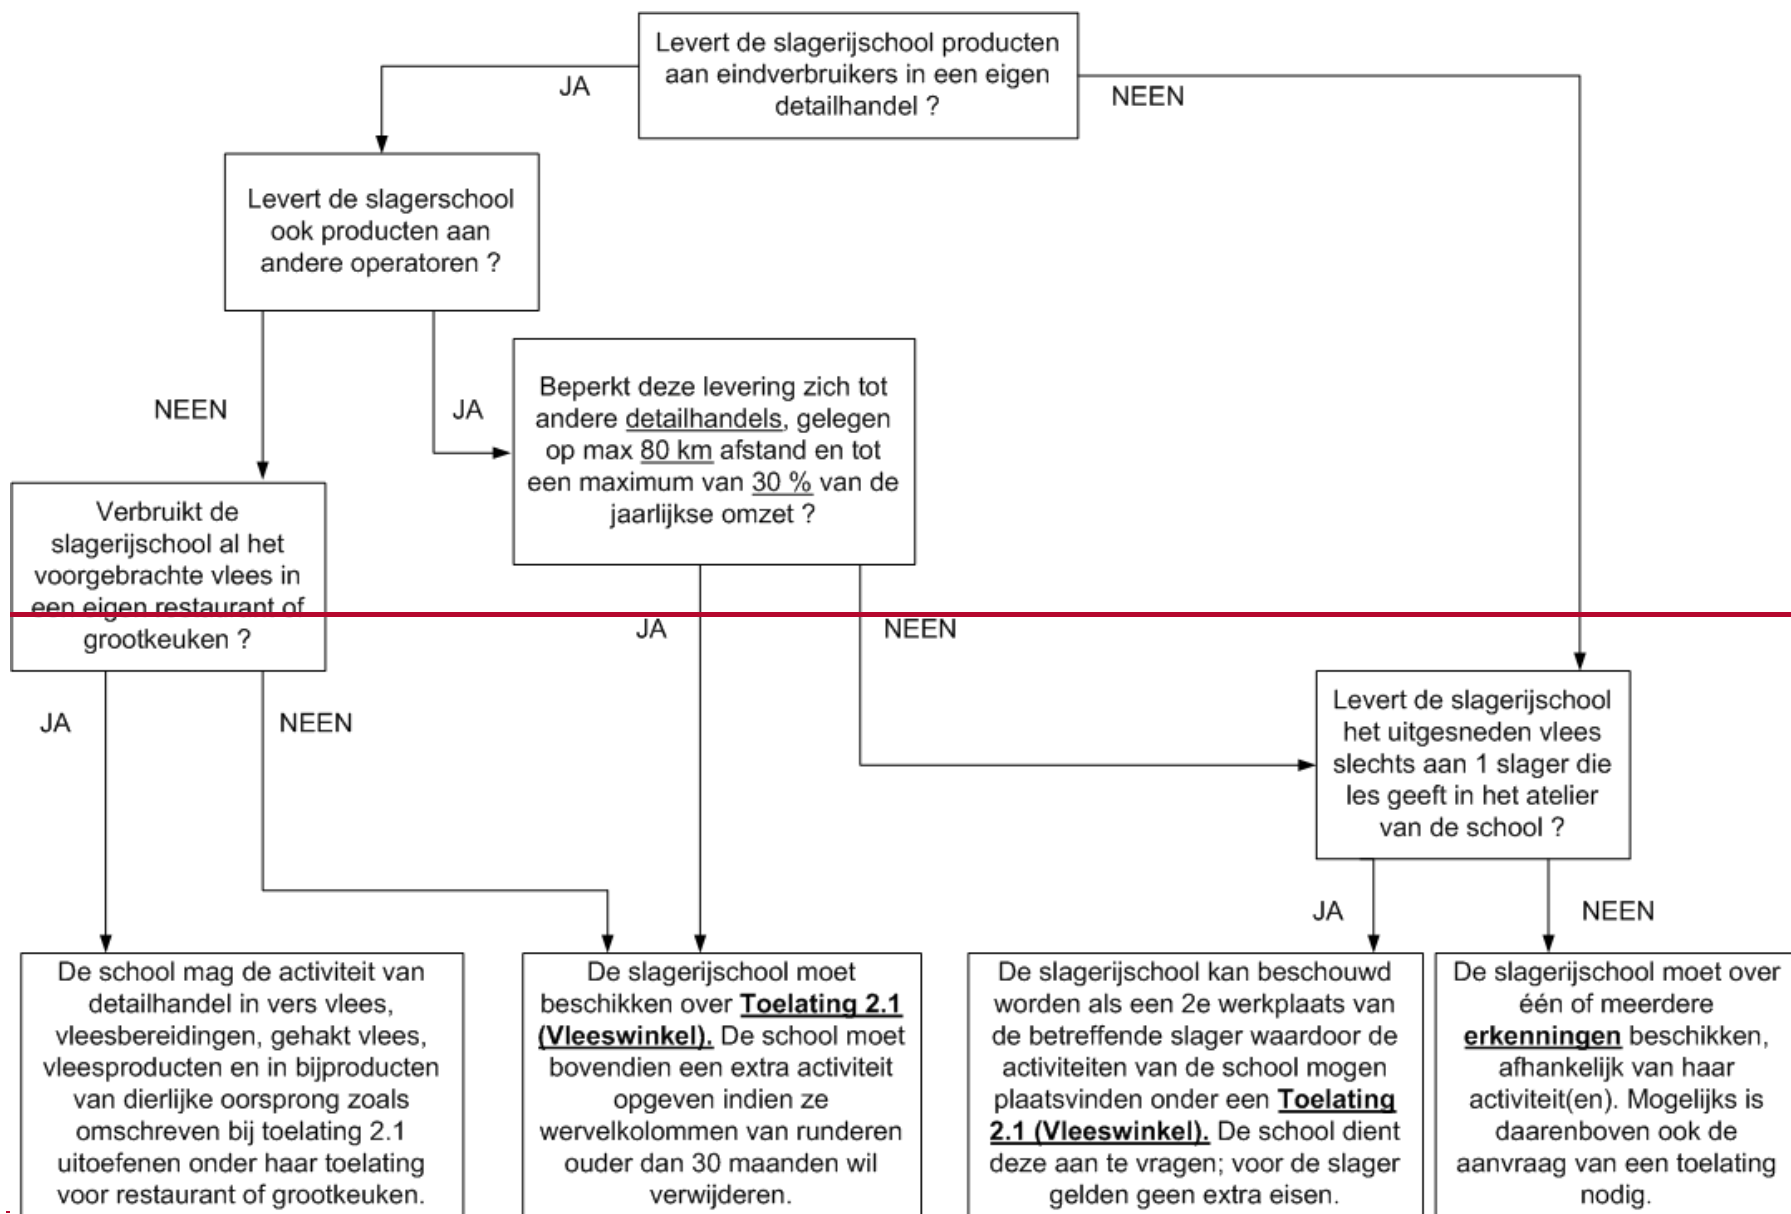 Levert de slagerijschool producten
aan eindverbruikers in een eigen
detailhandel ?
JA
NEEN
Levert de slagerschool
ook producten aan
andere operatoren ?
NEEN
JA
Beperkt deze levering zich tot
andere detailhandels, gelegen
op max 80 km afstand en tot
een maximum van 30 % van de
jaarlijkse omzet ?
Verbruikt de
slagerijschool al het
voorgebrachte vlees in
een eigen restaurant of
grootkeuken ?
JA
NEEN
JA
NEEN
Levert de slagerijschool
het uitgesneden vlees
slechts aan 1 slager die
les geeft in het atelier
van de school ?
JA
NEEN
De school mag de activiteit van
detailhandel in vers vlees,
vleesbereidingen, gehakt vlees,
vleesproducten en in bijproducten
van dierlijke oorsprong zoals
omschreven bij toelating 2.1
uitoefenen onder haar toelating
voor restaurant of grootkeuken.
De slagerijschool moet
beschikken over Toelating 2.1
(Vleeswinkel). De school moet
bovendien een extra activiteit
opgeven indien ze
wervelkolommen van runderen
ouder dan 30 maanden wil
verwijderen.
De slagerijschool kan beschouwd
worden als een 2e werkplaats van
de betreffende slager waardoor de
activiteiten van de school mogen
plaatsvinden onder een Toelating
2.1 (Vleeswinkel). De school dient
deze aan te vragen; voor de slager
gelden geen extra eisen.
De slagerijschool moet over
één of meerdere
erkenningen beschikken,
afhankelijk van haar
activiteit(en). Mogelijks is
daarenboven ook de
aanvraag van een toelating
nodig.